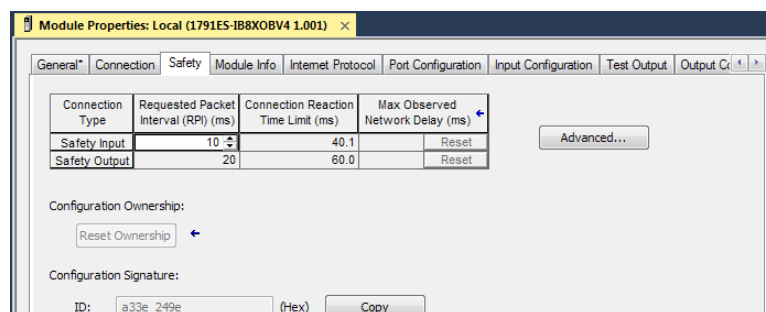 Module Properties: Local (1791ES-IB8XOBV4 1.001) ×
General* Connection Safety Module Info Internet Protocol Port Configuration Input Configuration Test Output Output Co
Connection Type Requested Packet Interval (RPI) (ms) Connection Reaction Time Limit (ms) Max Observed Network Delay (ms)
Safety Input 10 40.1 Reset
Safety Output 20 60.0 Reset
Advanced...
Configuration Ownership:
Reset Ownership
Configuration Signature:
ID: a33e_249e (Hex) Copy